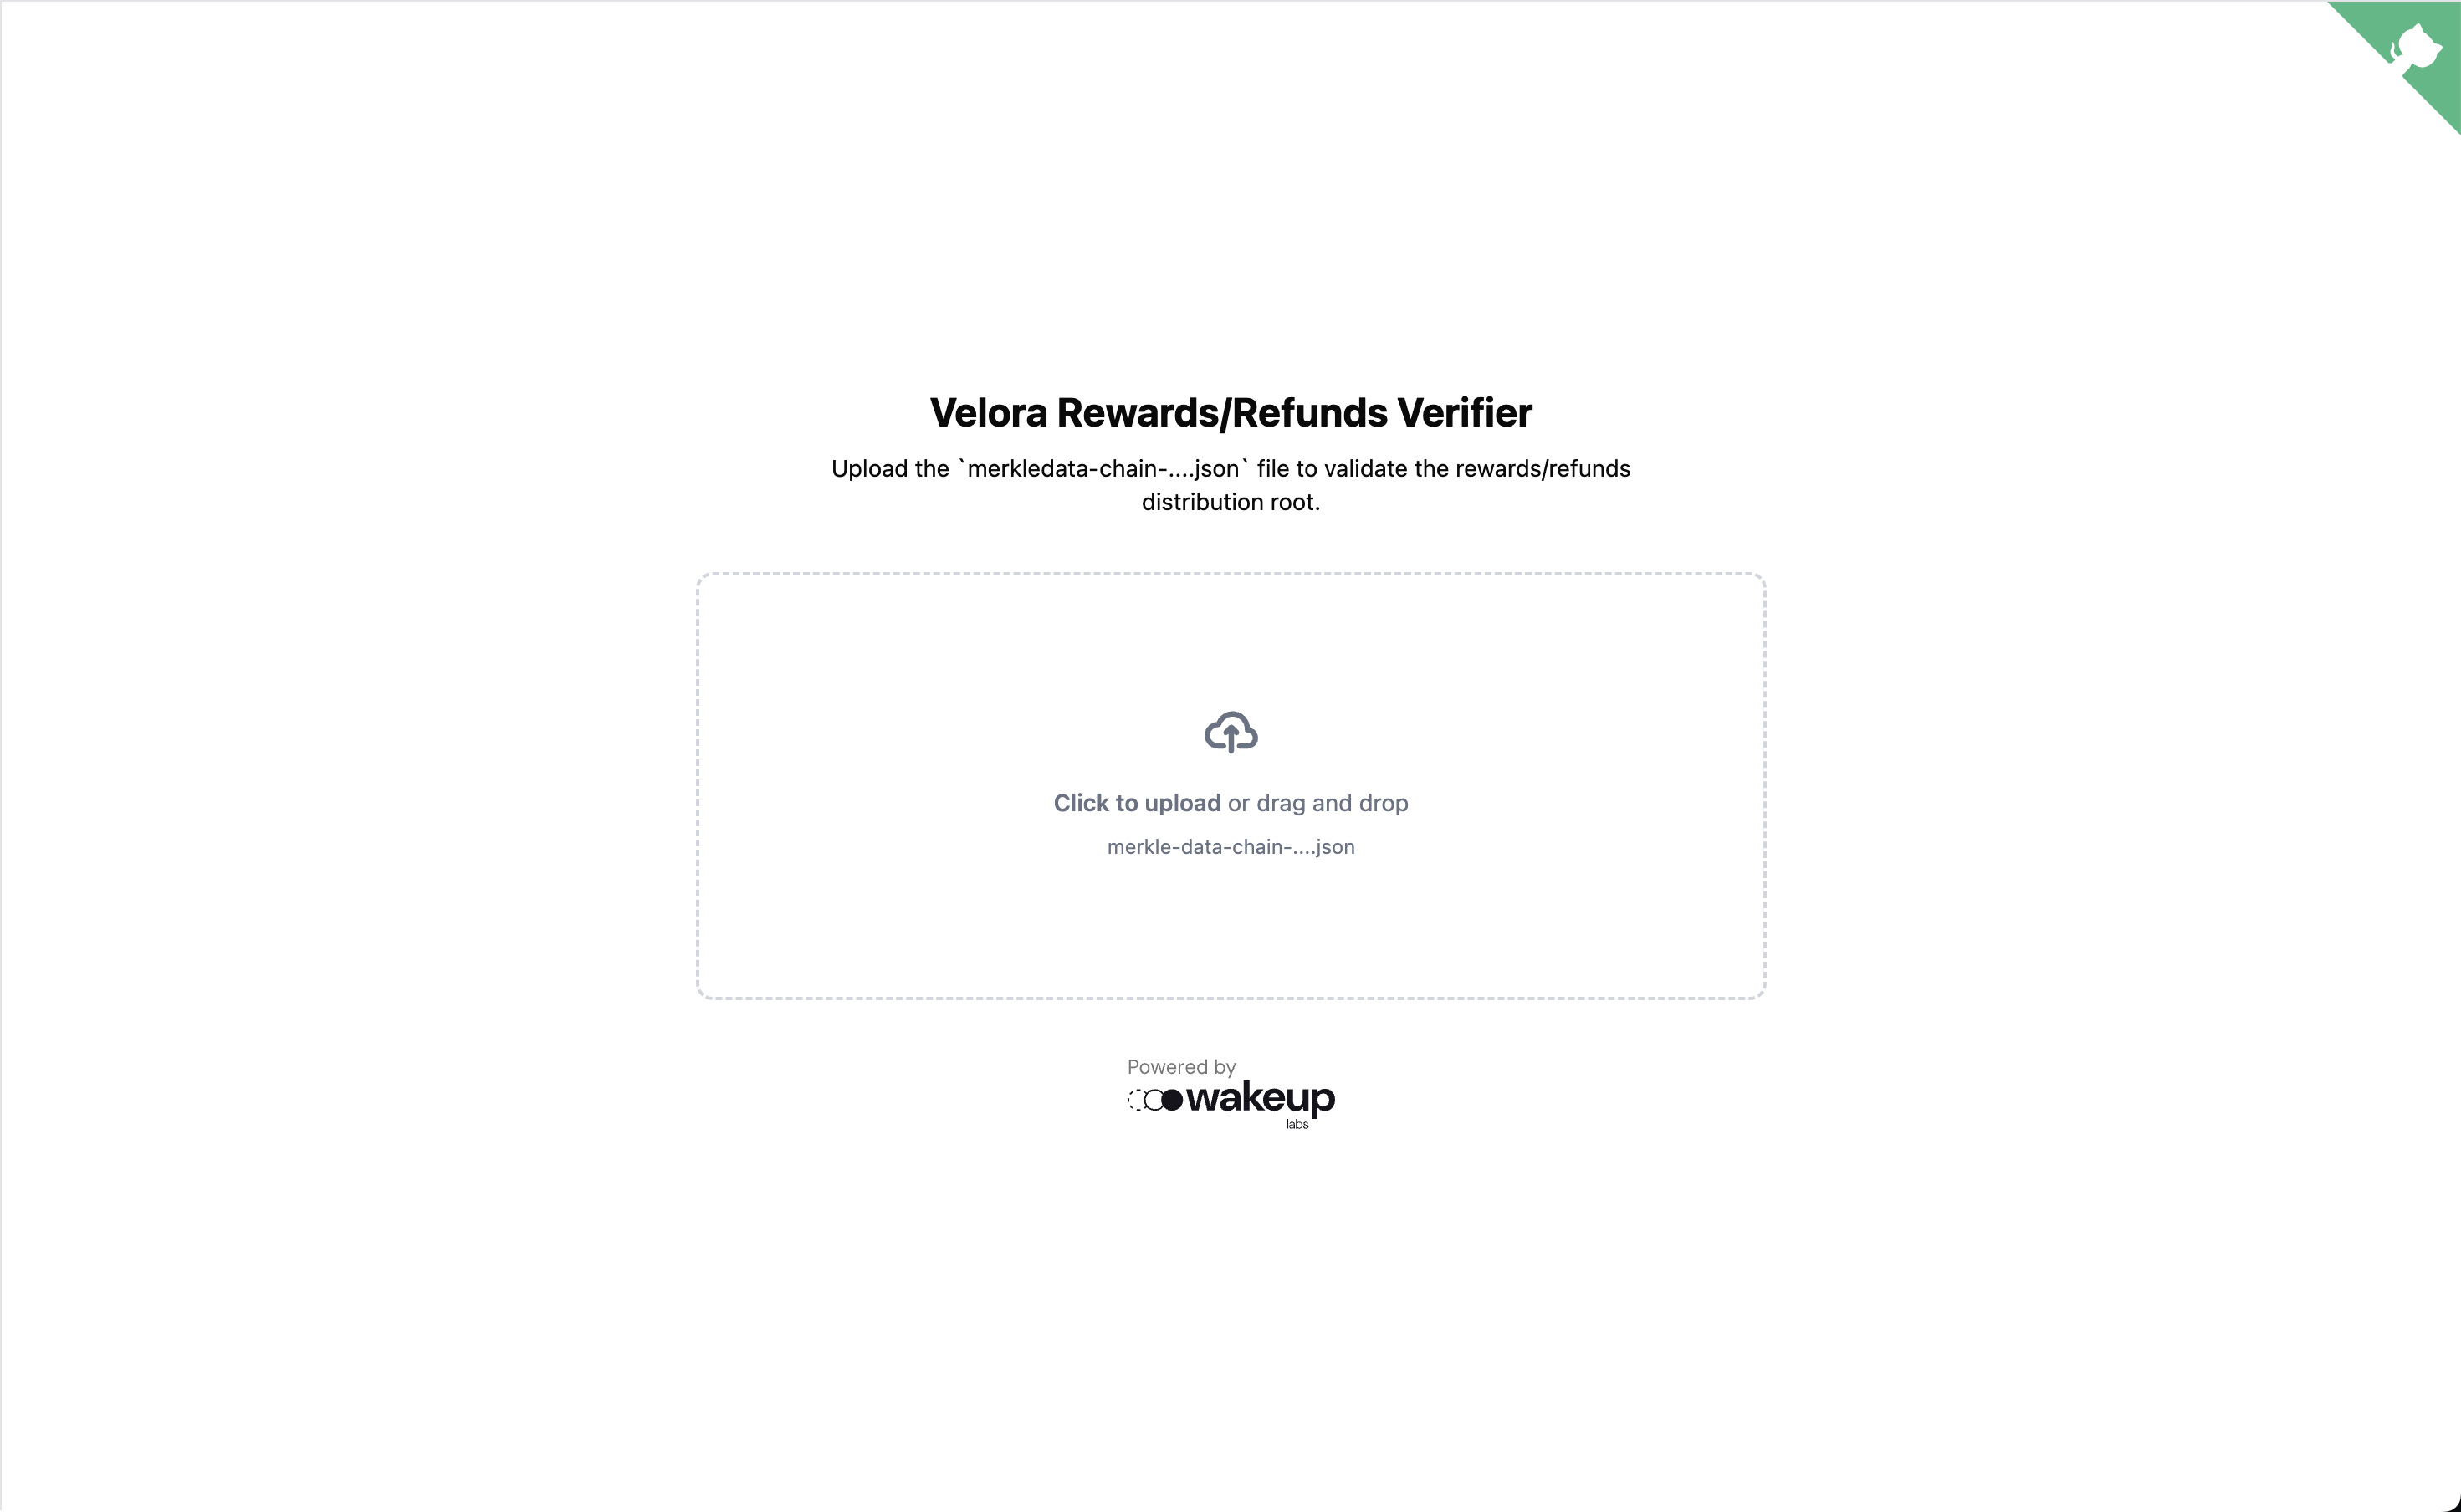 Velora Rewards/Refunds Verifier
Upload the `merkledata-chain-....json` file to validate the rewards/refunds
distribution root.
Click to upload or drag and drop
merkle-data-chain-....json
Powered by
wakeup
labs